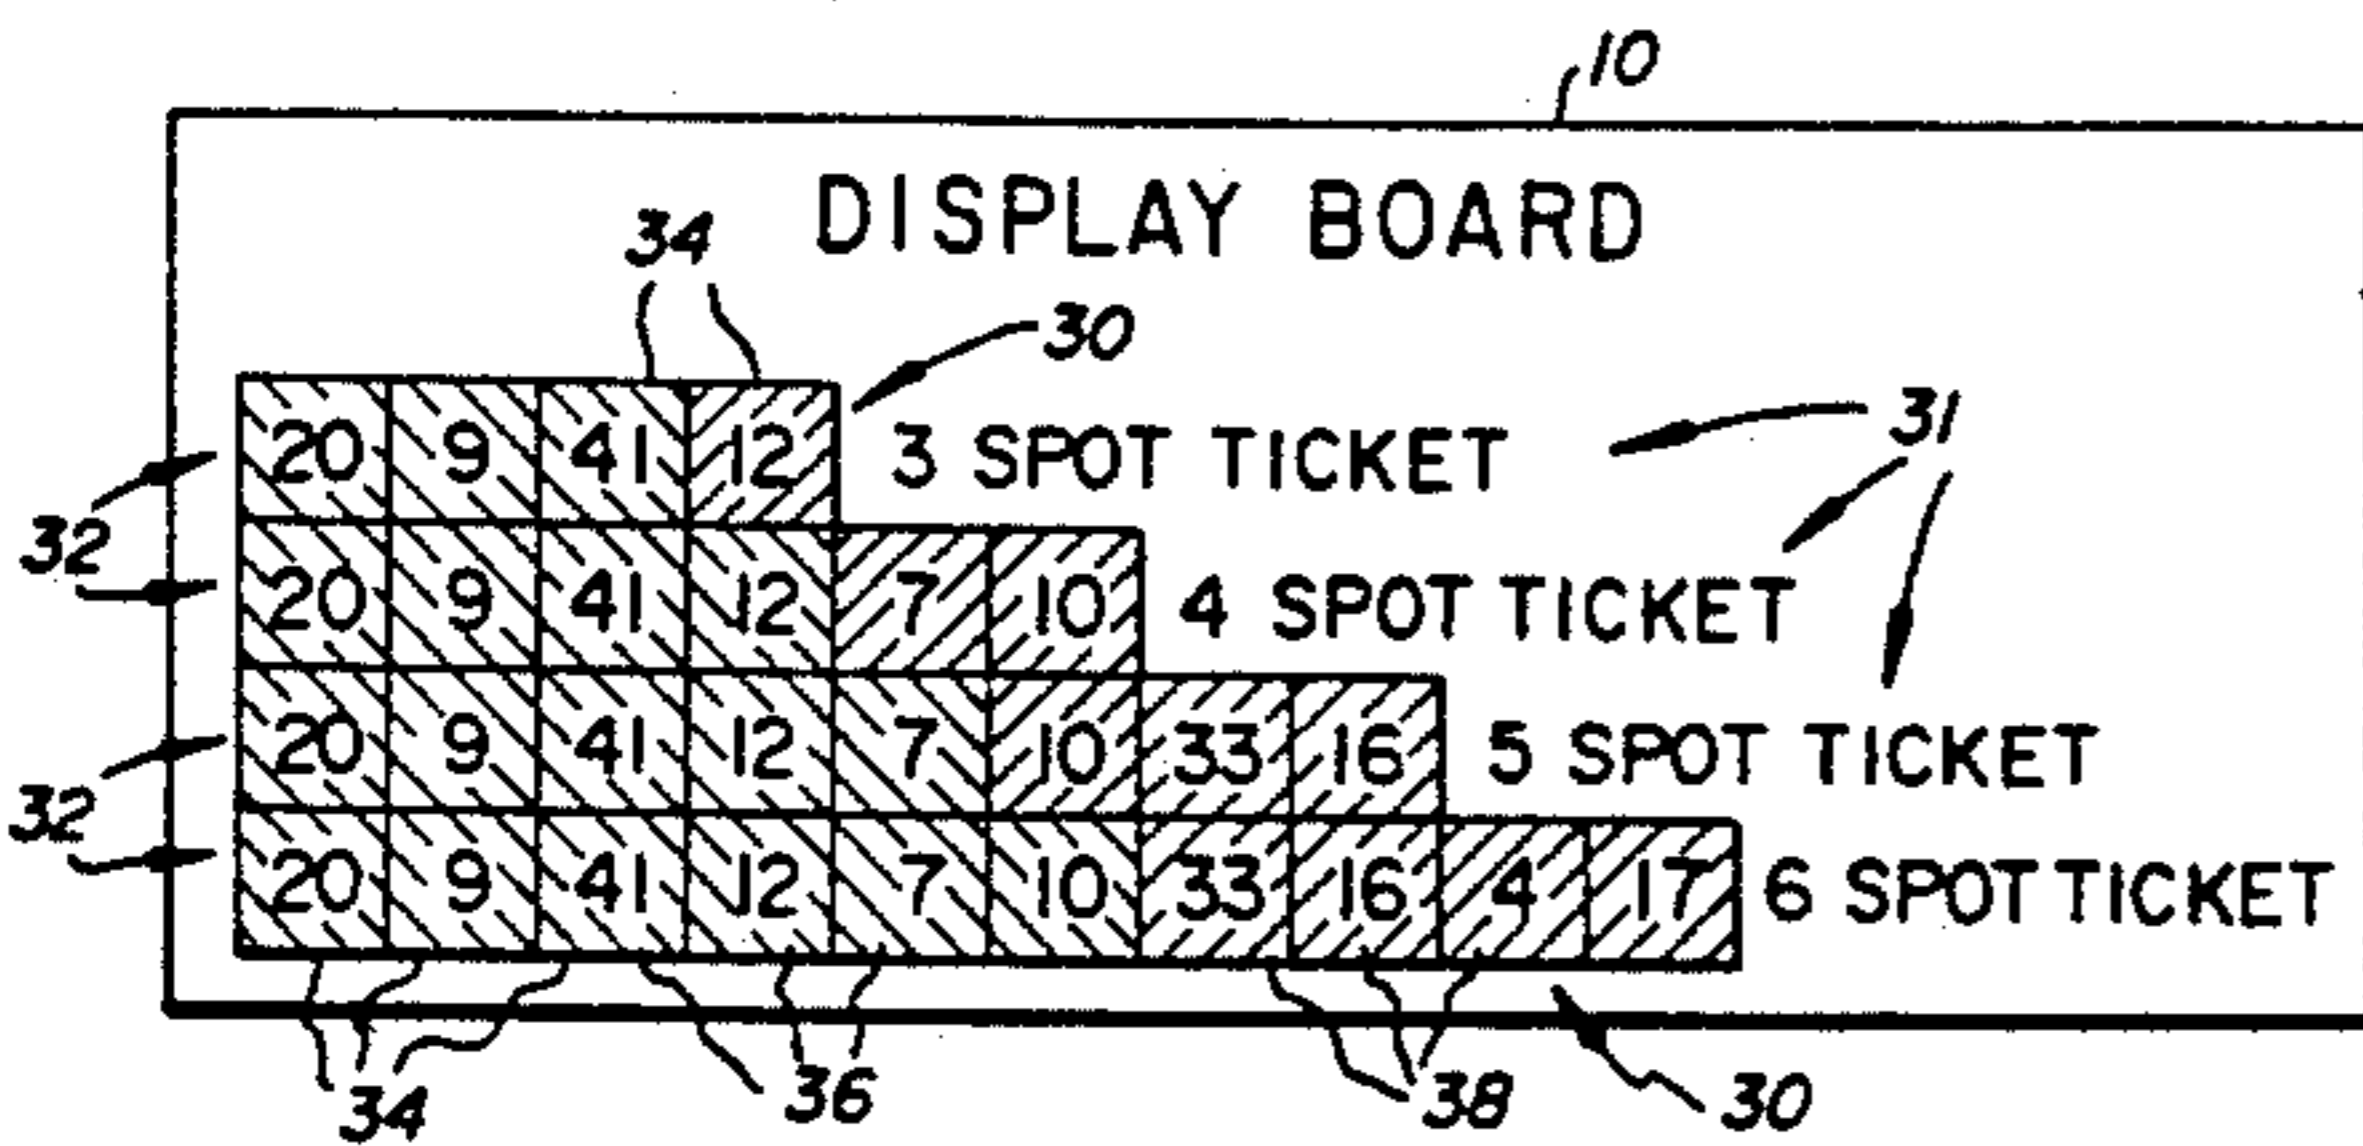 10
DISPLAY BOARD
34
30
31
20 9 41 12 3 SPOT TICKET
32
20 9 41 12 7 10 4 SPOT TICKET
20 9 41 12 7 10 33 16 5 SPOT TICKET
32
20 9 41 12 7 10 33 16 4 17 6 SPOT TICKET
34 36 38 30